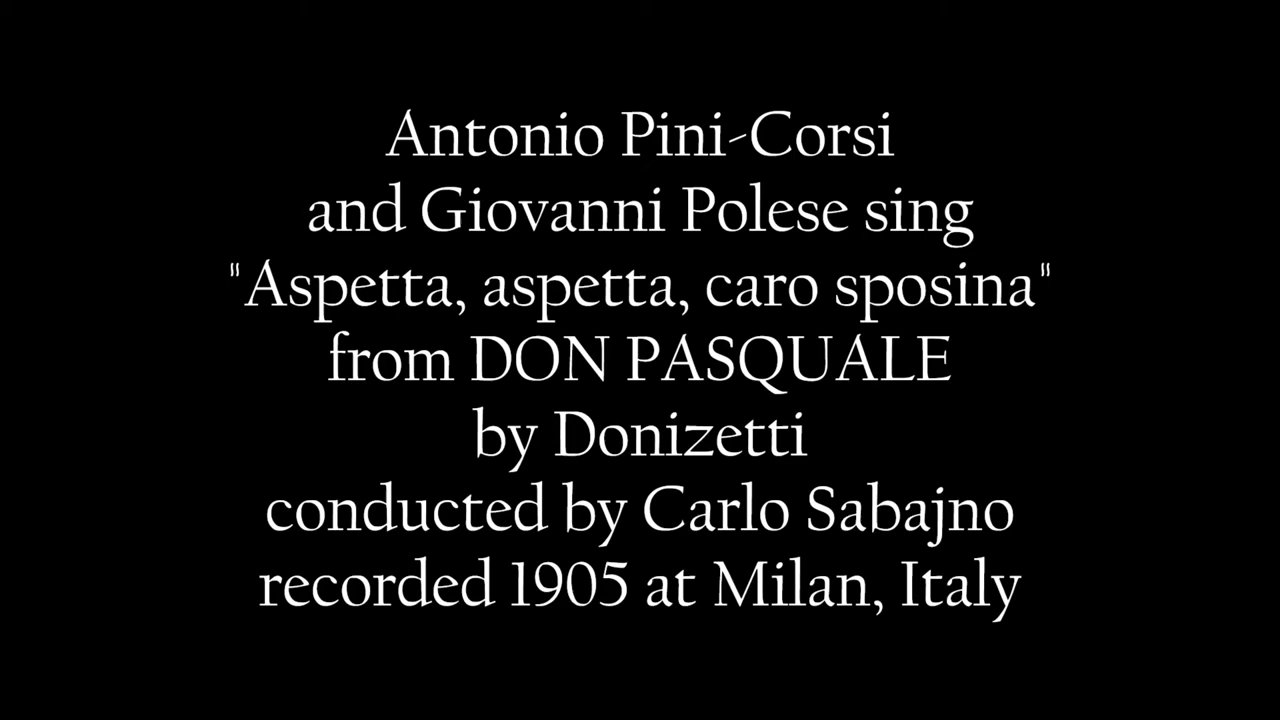 Antonio Pini-Corsi
and Giovanni Polese sing
"Aspetta, aspetta, caro sposina"
from DON PASQUALE
by Donizetti
conducted by Carlo Sabajno
recorded 1905 at Milan, Italy